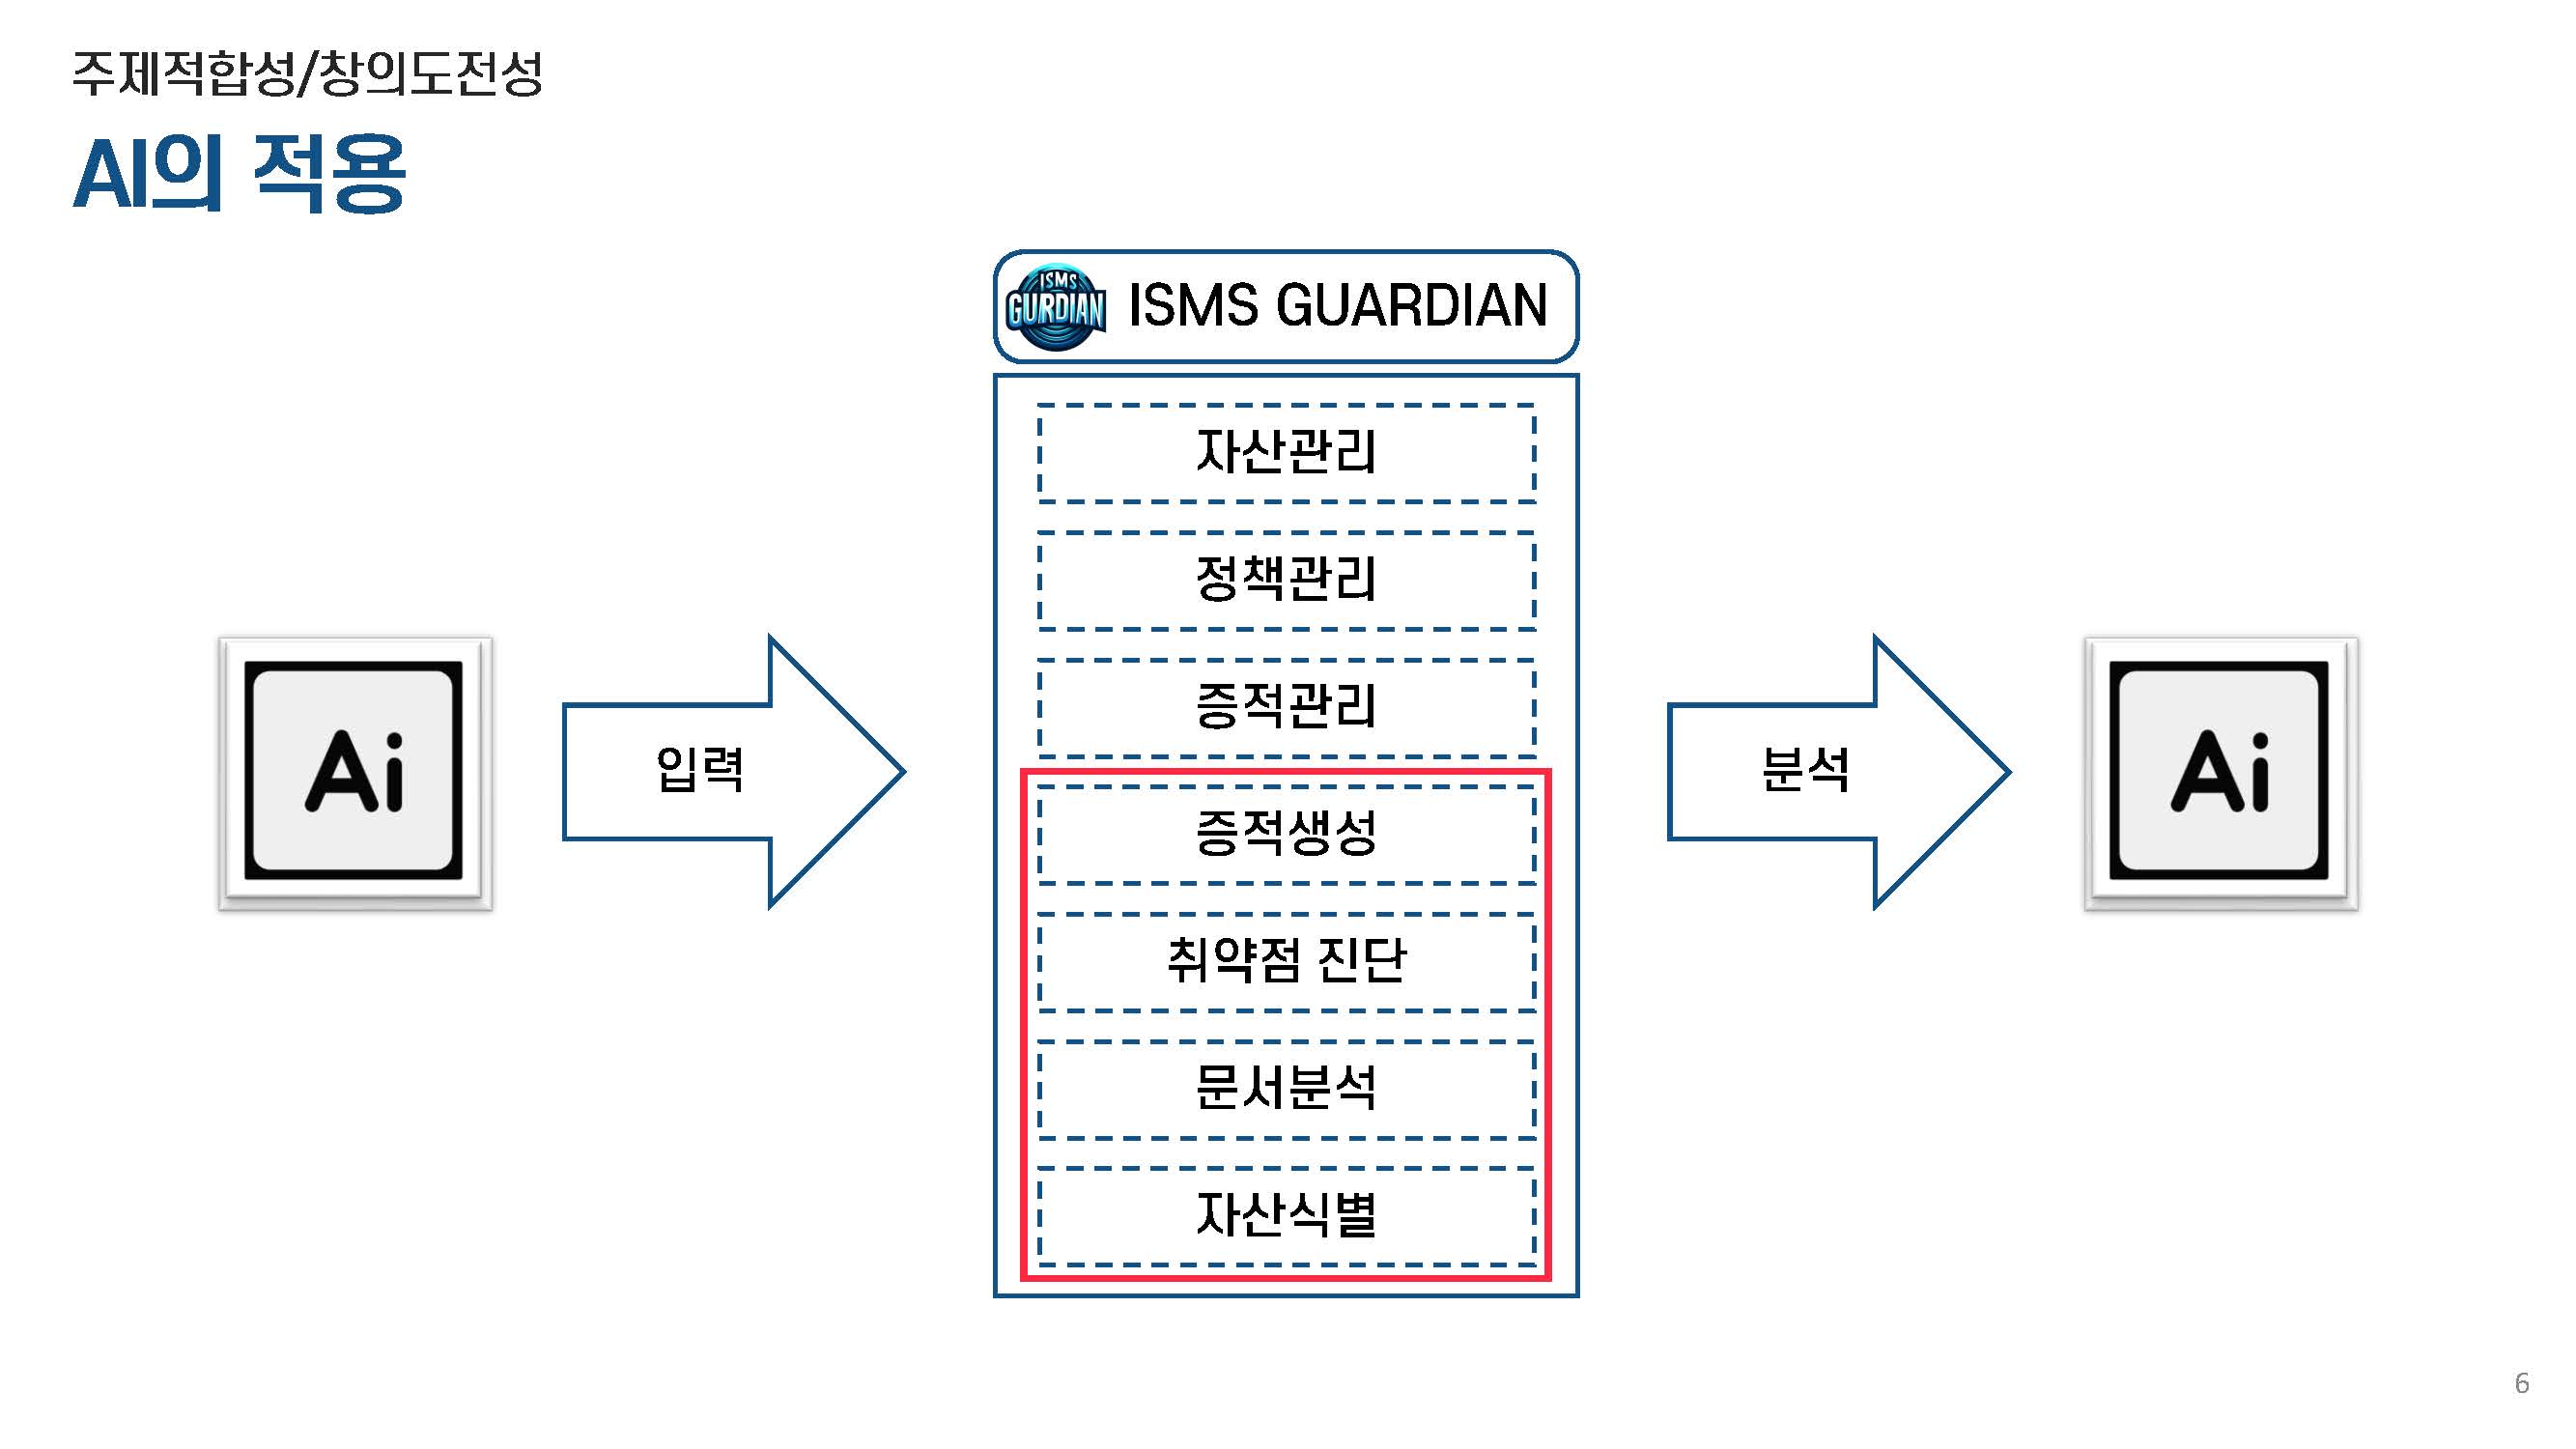 주제적합성/창의도전성
AI의 적용
ISMS
GURDIAN
ISMS GUARDIAN
자산관리
정책관리
증적관리
Ai
입력
증적생성
취약점 진단
문서분석
자산식별
분석
Ai
6